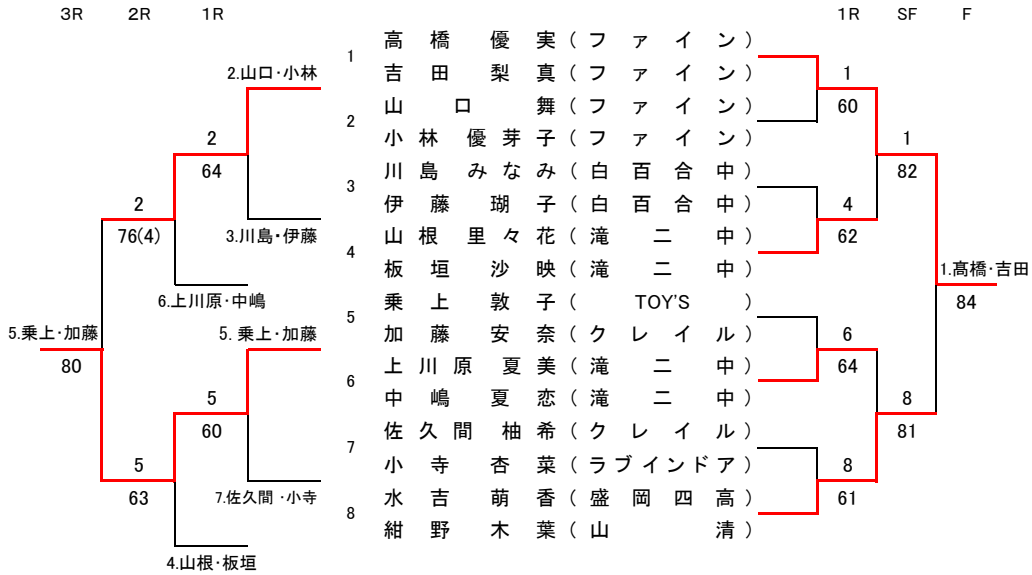 3R 2R 1R 1R SF F
高橋優実(ファイン)
1
吉田梨真(ファイン)
2.山口・小林
1
60
山口舞(ファイン)
2
小林優芽子(ファイン)
2
64
1
82
川島みなみ(白百合中)
3
伊藤瑚子(白百合中)
2
76(4)
3.川島・伊藤
4
62
山根里々花(滝二中)
4
板垣沙映(滝二中)
1.髙橋・吉田
84
6.上川原・中嶋
乗上敦子(TOY'S)
5
加藤安奈(クレイル)
5.乗上・加藤
80
5. 乗上・加藤
6
64
上川原夏美(滝二中)
6
中嶋夏恋(滝二中)
5
60
8
81
佐久間柚希(クレイル)
7
小寺杏菜(ラブインドア)
5
63
7.佐久間・小寺
8
61
水吉萌香(盛岡四高)
8
紺野木葉(山清)
4.山根・板垣